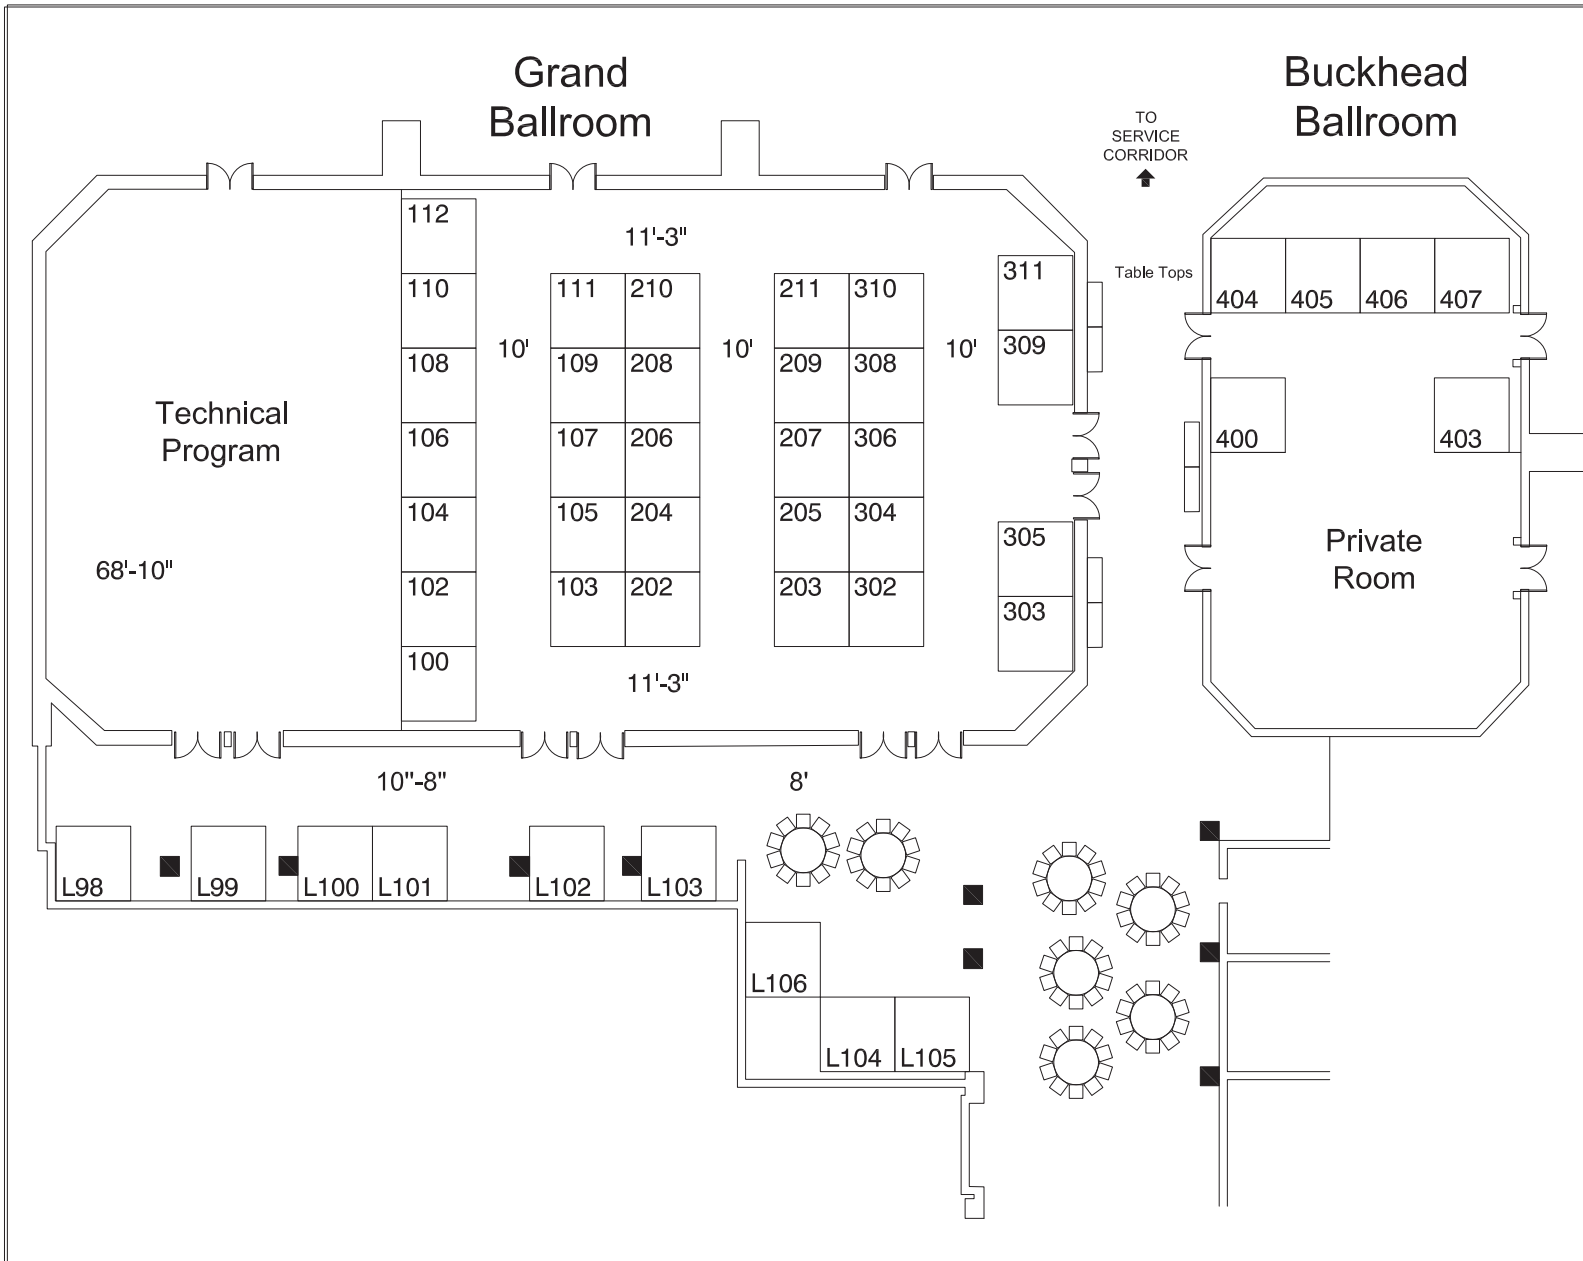 Grand
Ballroom
Buckhead
Ballroom
TO
SERVICE
CORRIDOR
112
11'-3"
311
Table Tops
110
111 210
211 310
404 405 406 407
10'
10'
10'
309
108
109 208
209 308
Technical
Program
106
107 206
207 306
400
403
104
105 204
205 304
305
Private
Room
68'-10"
102
103 202
203 302
303
100
11'-3"
10"-8"
8'
L98
L99
L100
L101
L102
L103
L106
L104
L105